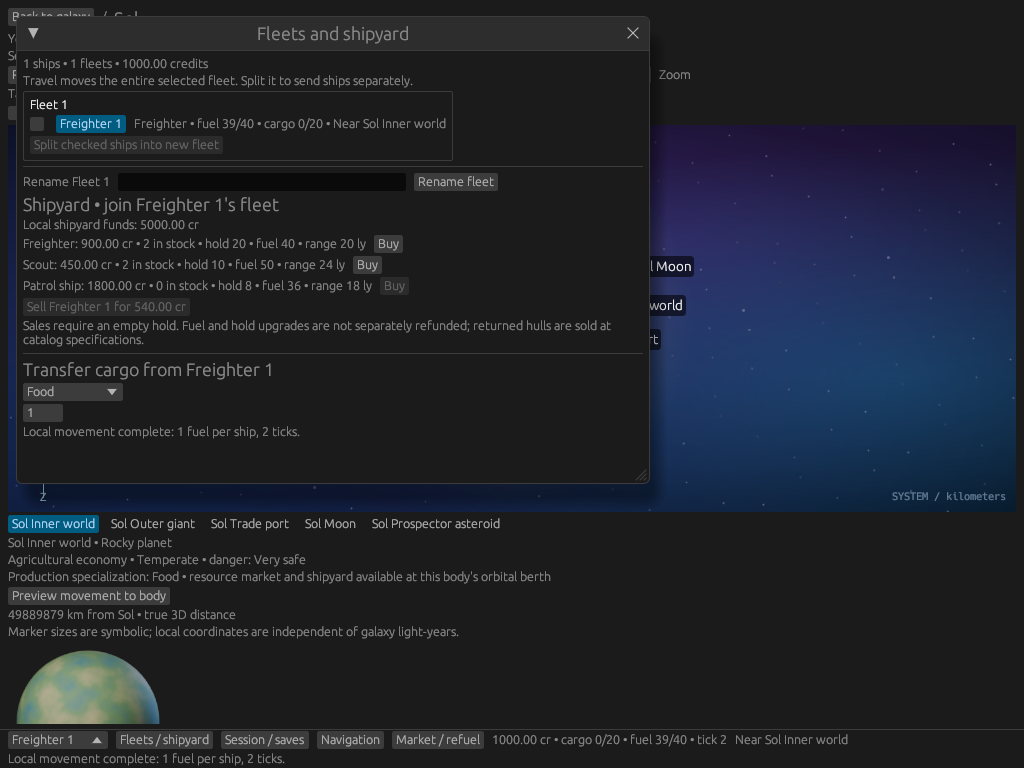 Fleets and shipyard
1 ships • 1 fleets • 1000.00 credits
Travel moves the entire selected fleet. Split it to send ships separately.
Zoom
Fleet 1
Freighter 1 Freighter • fuel 39/40 • cargo 0/20 • Near Sol Inner world
Split checked ships into new fleet
Rename Fleet 1 Rename fleet
Shipyard • join Freighter 1's fleet
Local shipyard funds: 5000.00 cr
Freighter: 900.00 cr • 2 in stock • hold 20 • fuel 40 • range 20 ly Buy
Scout: 450.00 cr • 2 in stock • hold 10 • fuel 50 • range 24 ly Buy
Moon
Patrol ship: 1800.00 cr • 0 in stock • hold 8 • fuel 36 • range 18 ly Buy
Sell Freighter 1 for 540.00 cr
world
Sales require an empty hold. Fuel and hold upgrades are not separately refunded; returned hulls are sold at
catalog specifications.
Transfer cargo from Freighter 1
Food
1
Local movement complete: 1 fuel per ship, 2 ticks.
Z
SYSTEM / kilometers
Sol Inner world Sol Outer giant Sol Trade port Sol Moon Sol Prospector asteroid
Sol Inner world • Rocky planet
Agricultural economy • Temperate • danger: Very safe
Production specialization: Food • resource market and shipyard available at this body's orbital berth
Preview movement to body
49889879 km from Sol • true 3D distance
Marker sizes are symbolic; local coordinates are independent of galaxy light-years.
Freighter 1 Fleets / shipyard Session / saves Navigation Market / refuel 1000.00 cr • cargo 0/20 • fuel 39/40 • tick 2 Near Sol Inner world
Local movement complete: 1 fuel per ship, 2 ticks.